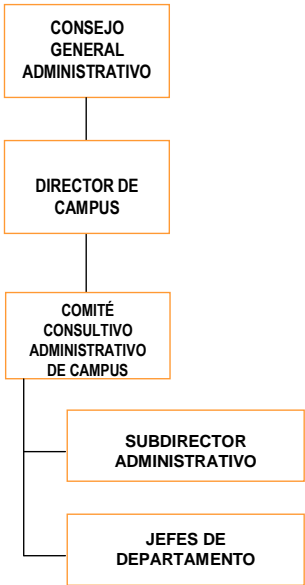 CONSEJO
GENERAL
ADMINISTRATIVO
DIRECTOR DE
CAMPUS
COMITÉ
CONSULTIVO
ADMINISTRATIVO
DE CAMPUS
SUBDIRECTOR
ADMINISTRATIVO
JEFES DE
DEPARTAMENTO